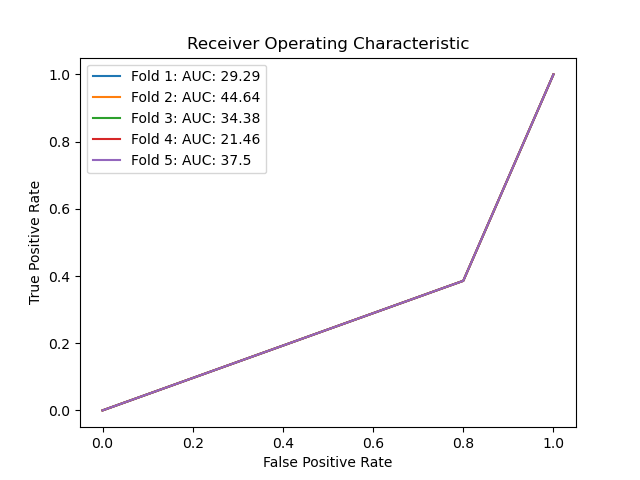 Receiver Operating Characteristic
Fold 1: AUC: 29.29
Fold 2: AUC: 44.64
Fold 3: AUC: 34.38
Fold 4: AUC: 21.46
Fold 5: AUC: 37.5
1.0
0.8
0.6
0.4
0.2
0.0
True Positive Rate
0.0 0.2 0.4 0.6 0.8 1.0
False Positive Rate